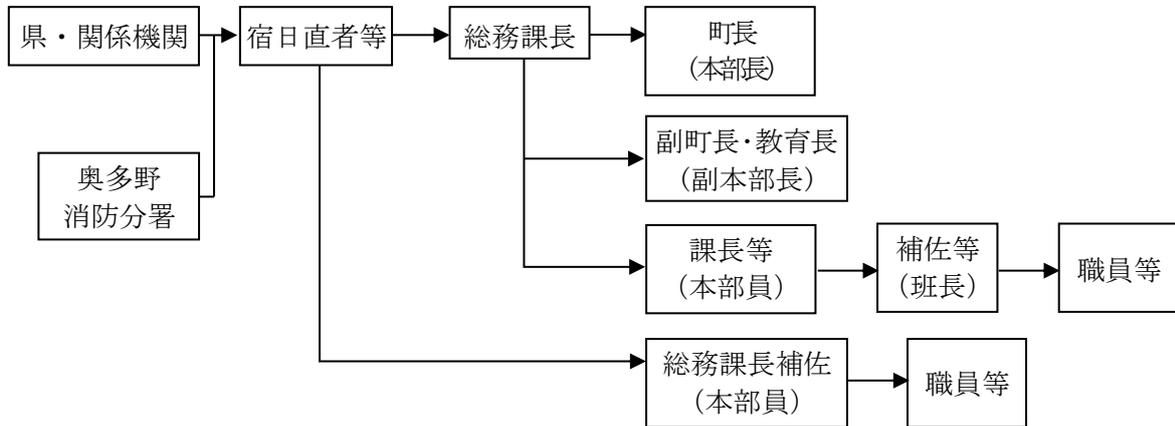 県・関係機関
宿日直者等
総務課長
町長
（本部長）
副町長・教育長
（副本部長）
奥多野
消防分署
課長等
（本部員）
補佐等
（班長）
職員等
総務課長補佐
（本部員）
職員等